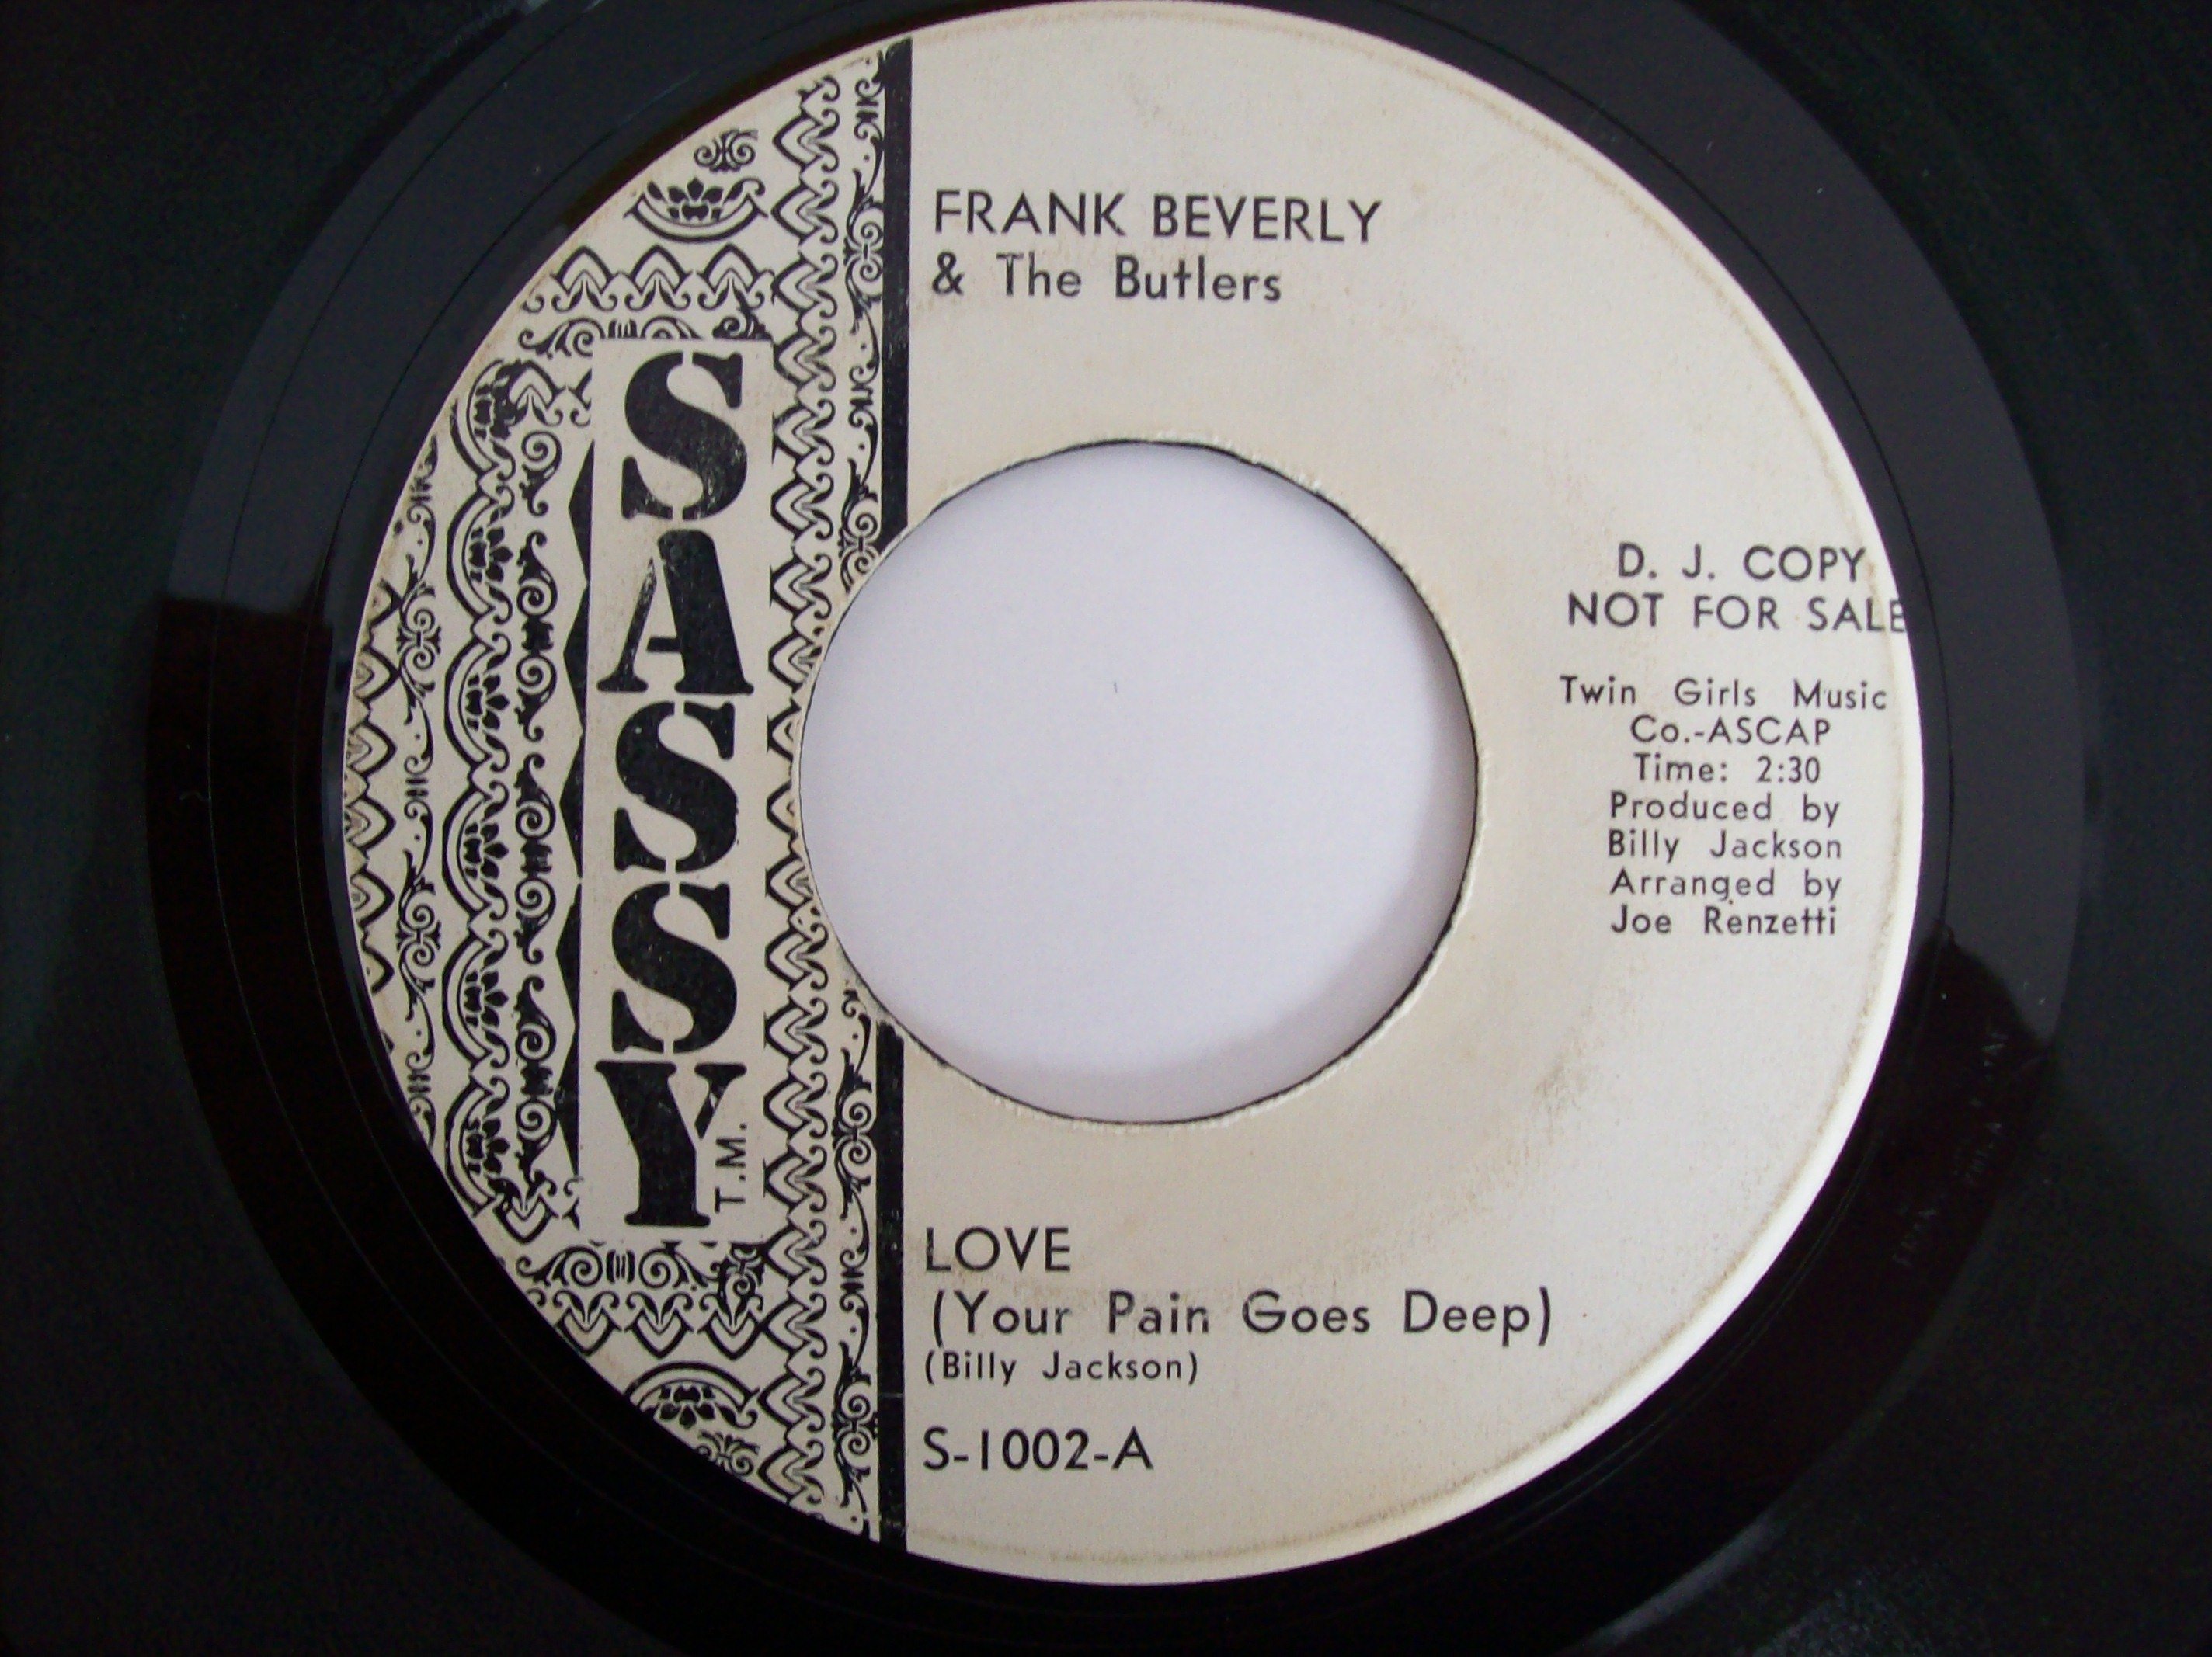 FRANK BEVERLY
& The Butlers
SASSY
T.M.
D. J. COPY
NOT FOR SALE
Twin Girls Music
Co.-ASCAP
Time: 2:30
Produced by
Billy Jackson
Arranged by
Joe Renzetti
LOVE
(Your Pain Goes Deep)
(Billy Jackson)
S-1002-A